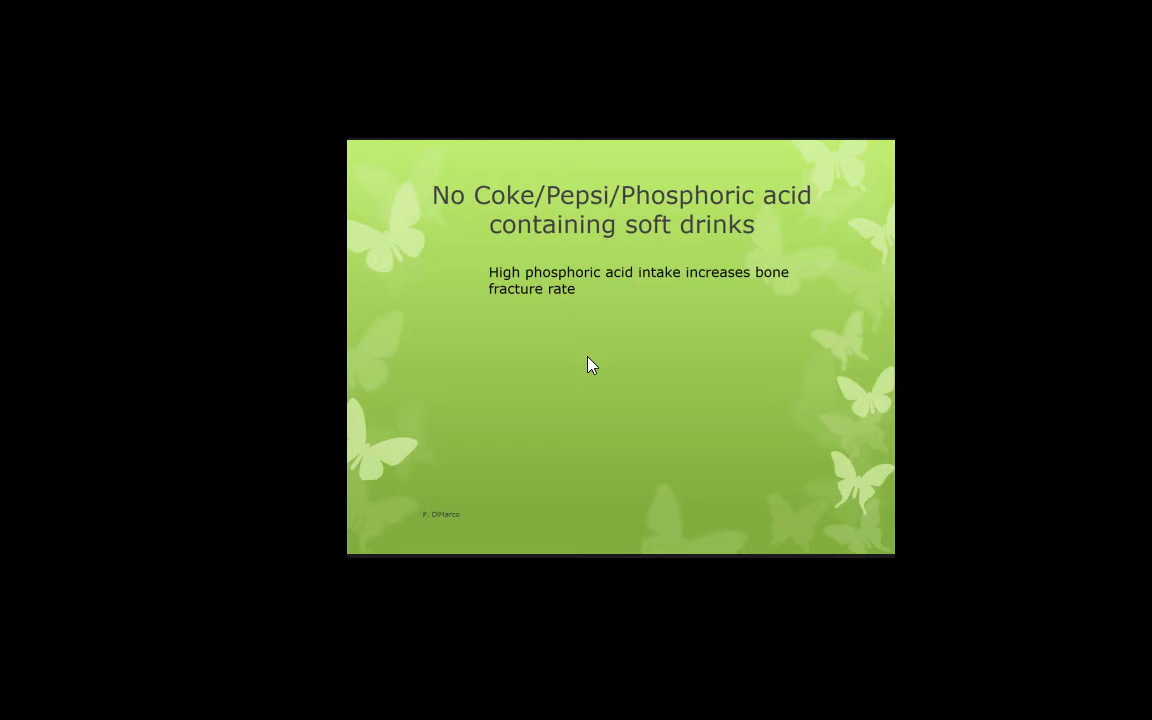 No Coke/Pepsi/Phosphoric acid
containing soft drinks
High phosphoric acid intake increases bone
fracture rate
F. DiMarco